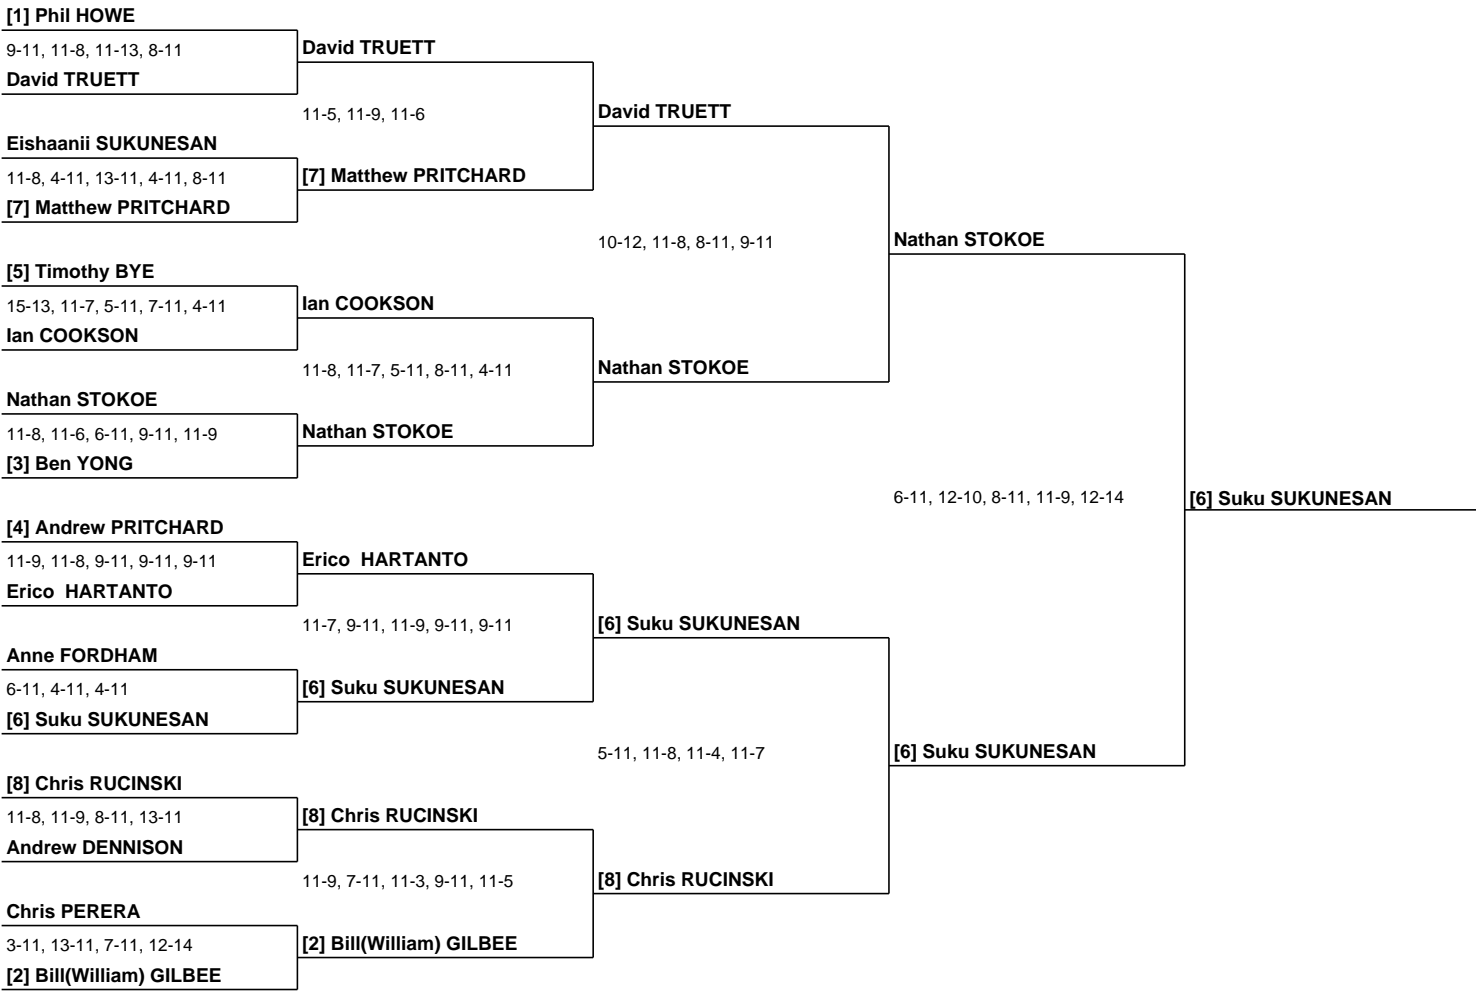 [1] Phil HOWE
9-11, 11-8, 11-13, 8-11
David TRUETT
David TRUETT
11-5, 11-9, 11-6
David TRUETT
Eishaanii SUKUNESAN
11-8, 4-11, 13-11, 4-11, 8-11
[7] Matthew PRITCHARD
[7] Matthew PRITCHARD
10-12, 11-8, 8-11, 9-11
Nathan STOKOE
[5] Timothy BYE
15-13, 11-7, 5-11, 7-11, 4-11
Ian COOKSON
Ian COOKSON
11-8, 11-7, 5-11, 8-11, 4-11
Nathan STOKOE
Nathan STOKOE
11-8, 11-6, 6-11, 9-11, 11-9
Nathan STOKOE
[3] Ben YONG
6-11, 12-10, 8-11, 11-9, 12-14
[6] Suku SUKUNESAN
[4] Andrew PRITCHARD
11-9, 11-8, 9-11, 9-11, 9-11
Erico  HARTANTO
Erico  HARTANTO
11-7, 9-11, 11-9, 9-11, 9-11
[6] Suku SUKUNESAN
Anne FORDHAM
6-11, 4-11, 4-11
[6] Suku SUKUNESAN
[6] Suku SUKUNESAN
5-11, 11-8, 11-4, 11-7
[6] Suku SUKUNESAN
[8] Chris RUCINSKI
11-8, 11-9, 8-11, 13-11
[8] Chris RUCINSKI
Andrew DENNISON
11-9, 7-11, 11-3, 9-11, 11-5
[8] Chris RUCINSKI
Chris PERERA
3-11, 13-11, 7-11, 12-14
[2] Bill(William) GILBEE
[2] Bill(William) GILBEE